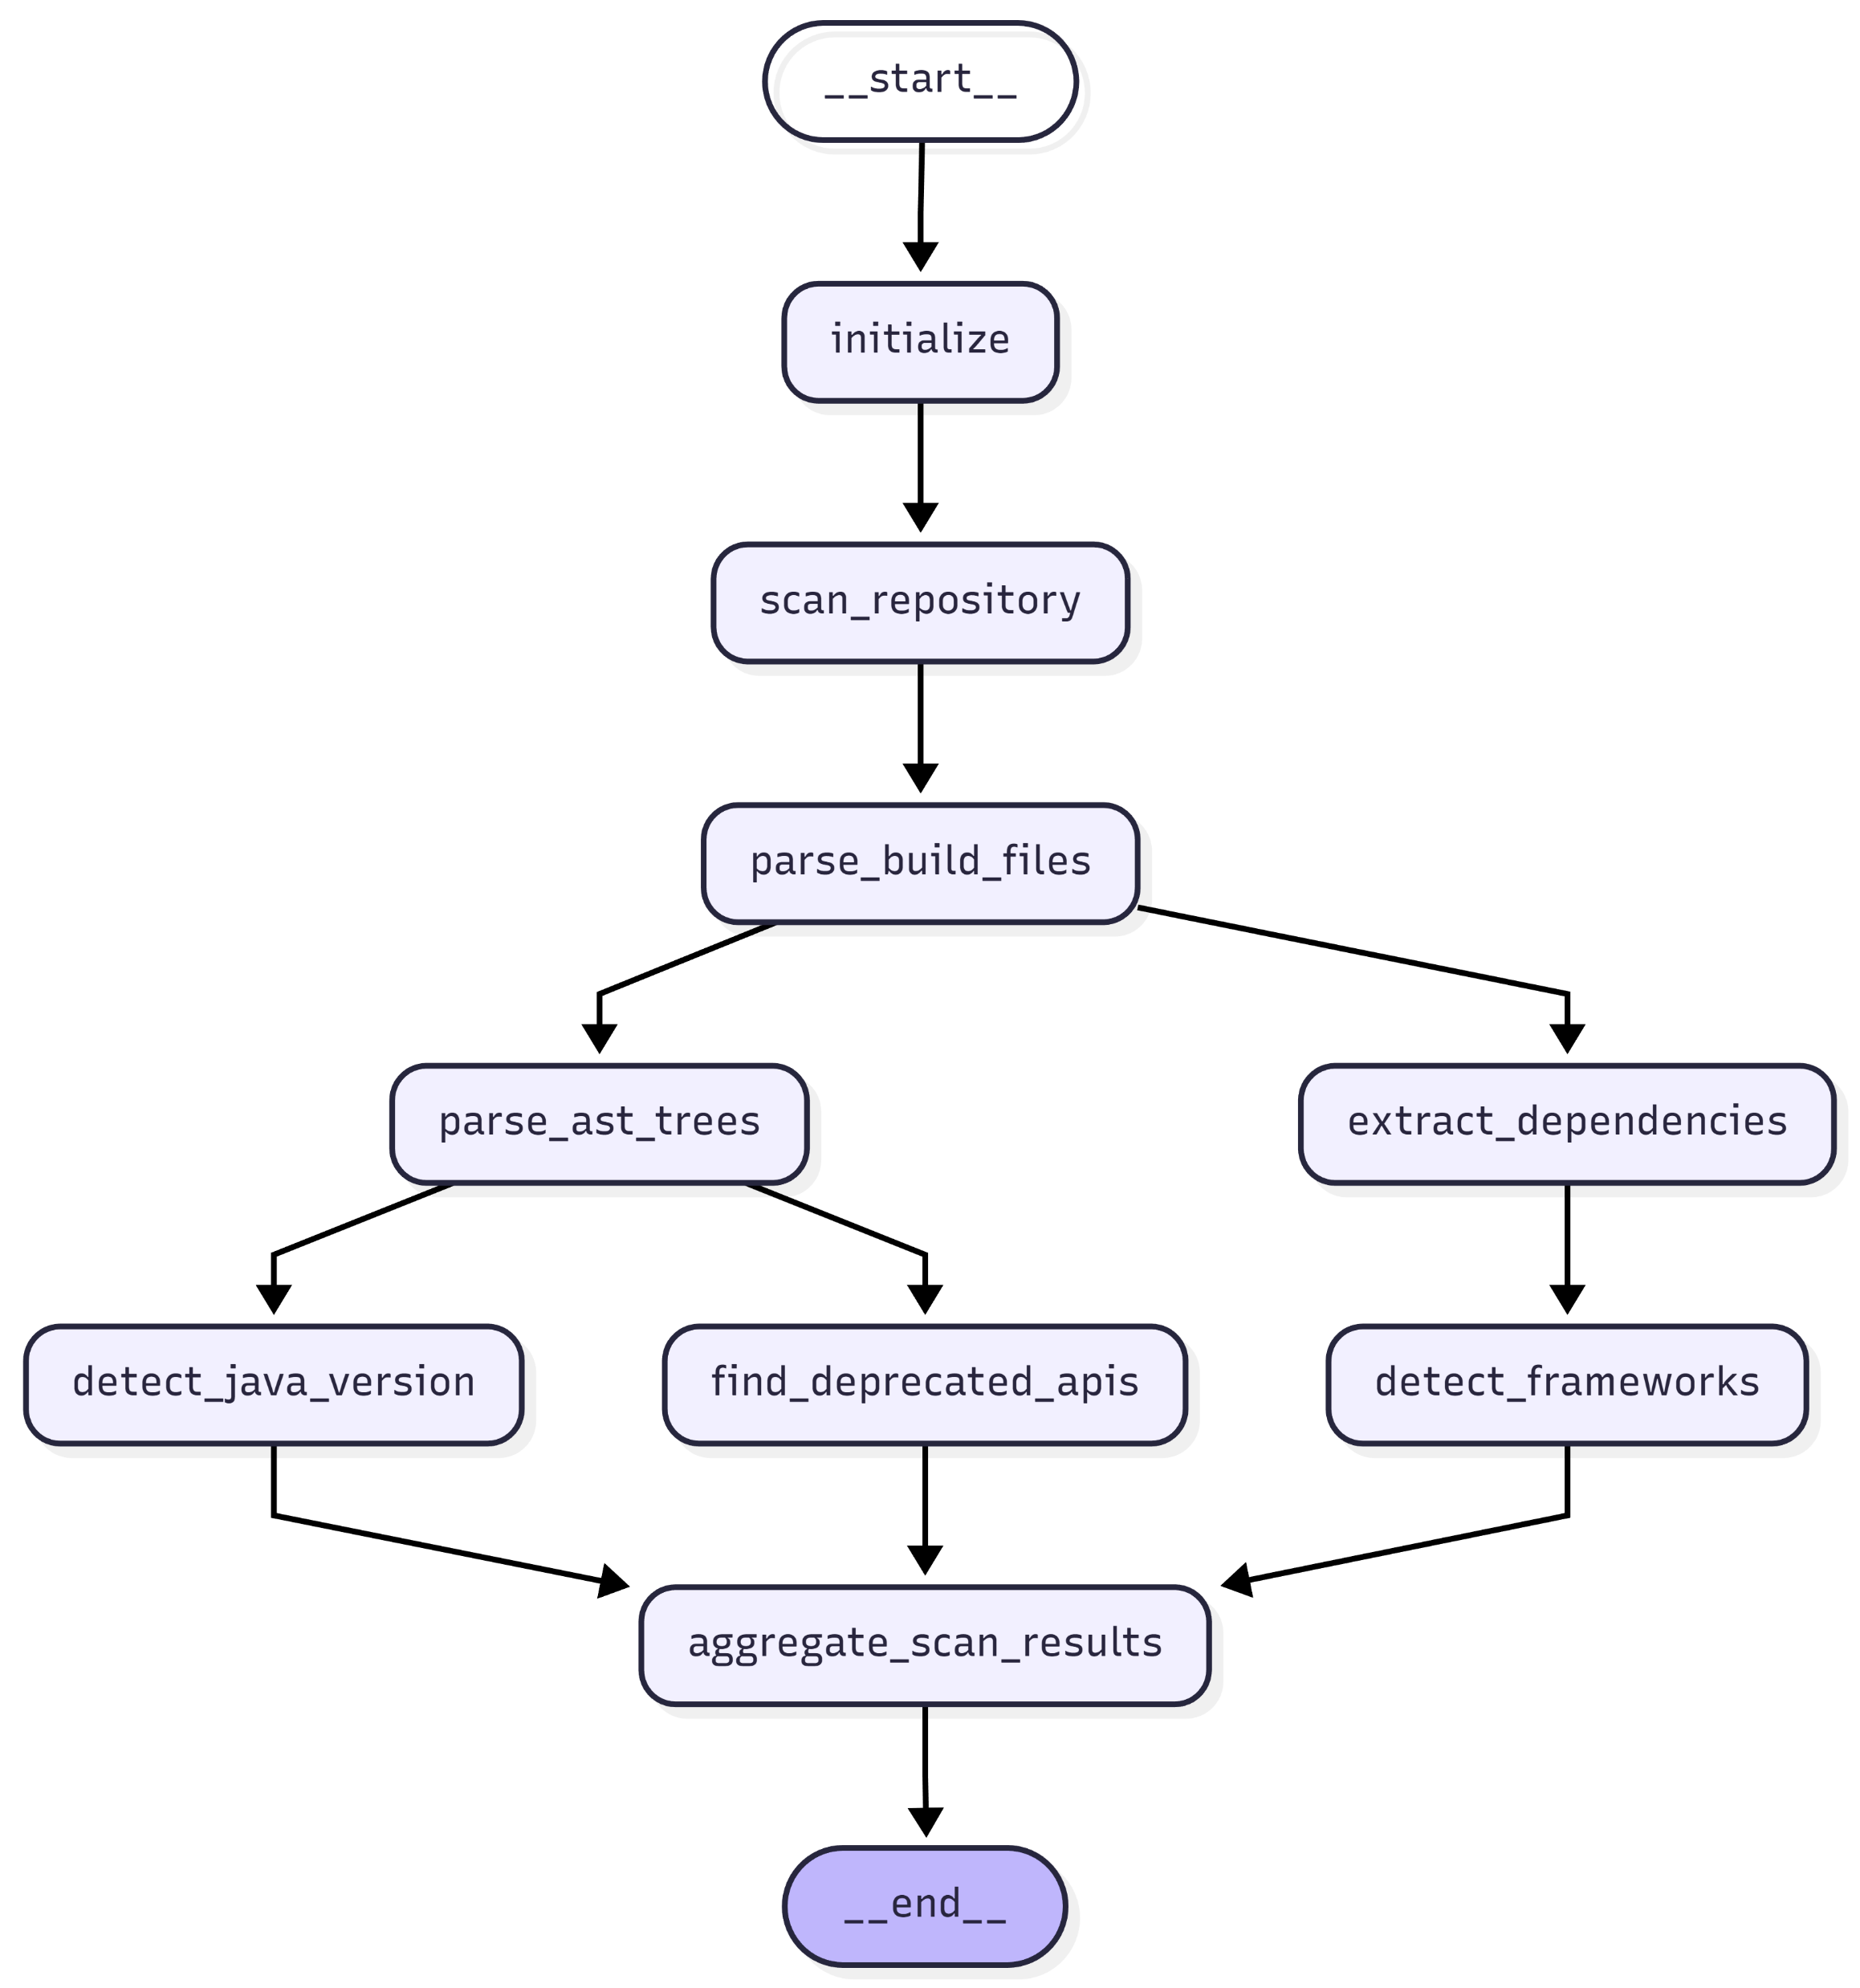 __start__
initialize
scan_repository
parse_build_files
parse_ast_trees
extract_dependencies
detect_java_version
find_deprecated_apis
detect_frameworks
aggregate_scan_results
__end__